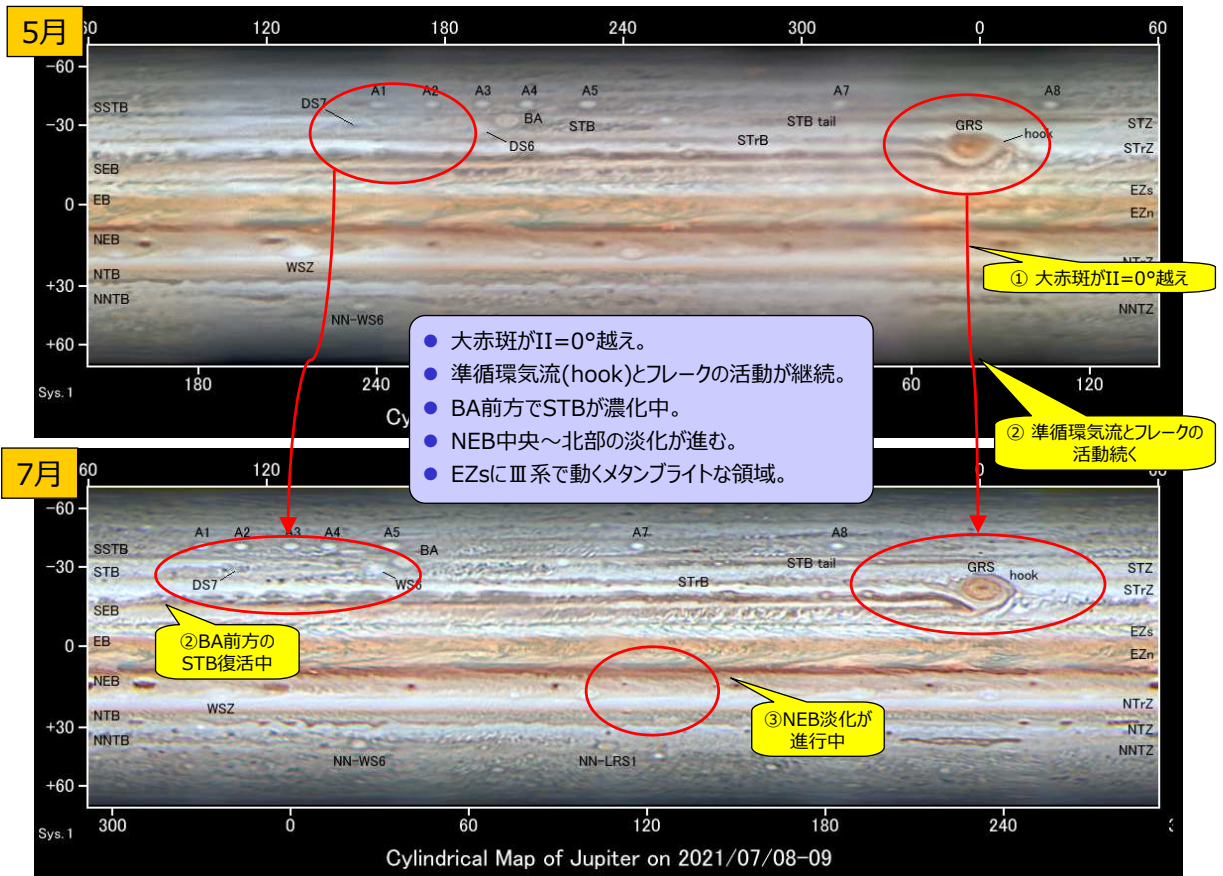 5月
60 120 180 240 300 0 60
-60
A1 A2 A3 A4 A5 A7 A8
DS7
SSTB
BA
-30
STB
STB tail
GRS
STZ
hook
DS6
STrB
STrZ
SEB
EZs
0
EB
EZn
NEB
NTrZ
WSZ
① 大赤斑がII=0°越え
NTB
+30
NNTB
NNTZ
NN-WS6
+60
Sys.1
180 240 60 120
Cy
● 大赤斑がII=0°越え。
● 準循環気流(hook)とフレークの活動が継続。
● BA前方でSTBが濃化中。
● NEB中央～北部の淡化が進む。
● EZsにⅢ系で動くメタンブライトな領域。
② 準循環気流とフレークの
活動続く
7月
60 120 0 60
-60
A1 A2 A3 A4 A5 A7 A8
SSTB
BA
-30
STB
STB tail
GRS
STZ
DS7
WS6
STrB
hook
STrZ
SEB
EZs
②BA前方の
STB復活中
0
EB
EZn
NEB
NTrZ
WSZ
③NEB淡化が
進行中
NTB
NTZ
+30
NNTB
NNTZ
NN-WS6
NN-LRS1
+60
Sys.1
300 0 60 120 180 240
Cylindrical Map of Jupiter on 2021/07/08-09